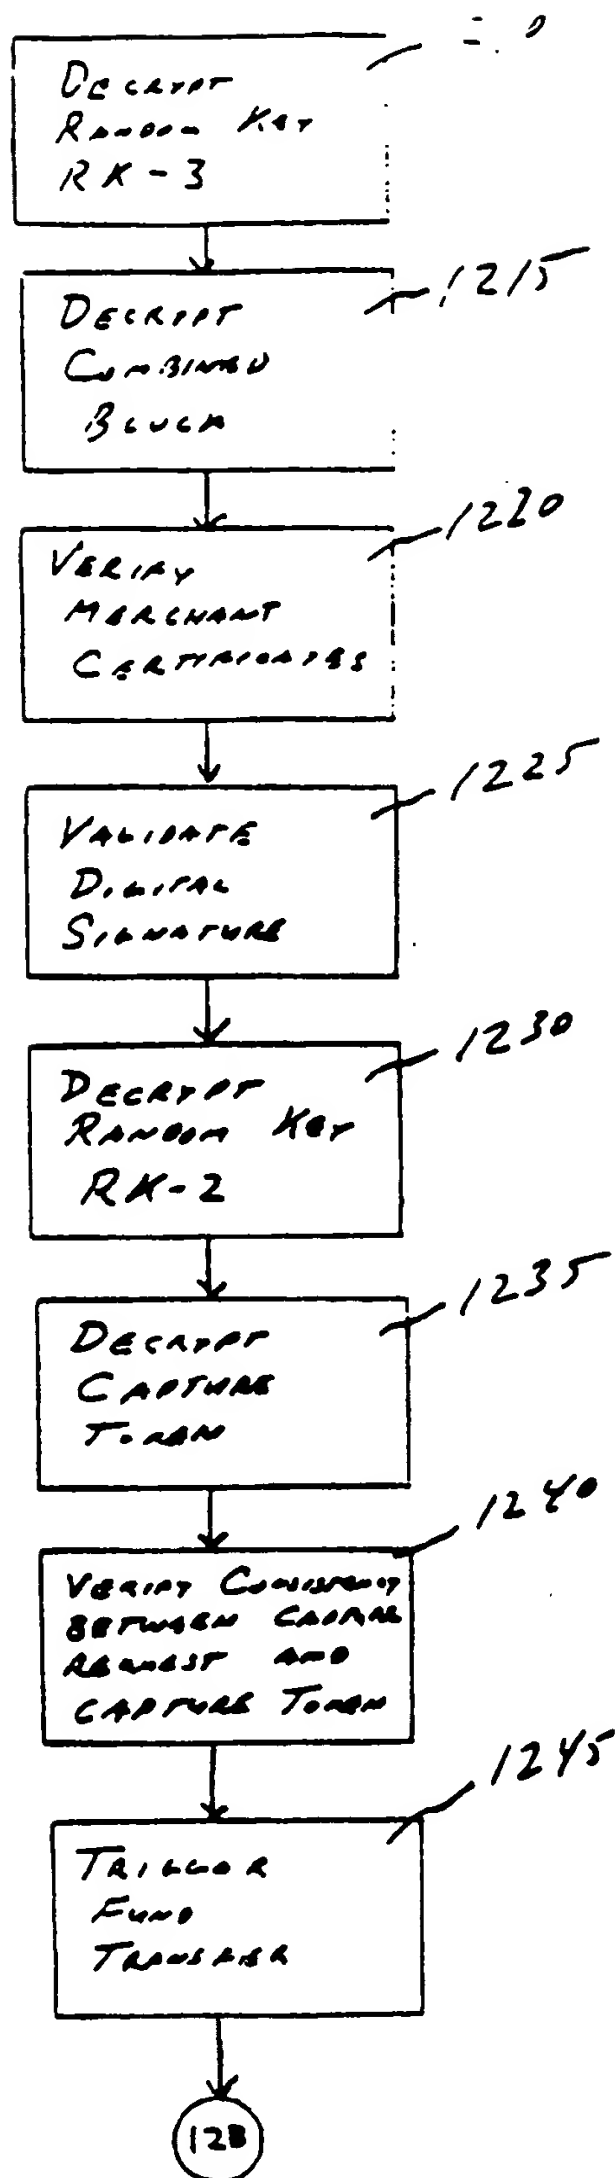 DECRYPT
RANDOM KEY
RK-3
1215
DECRYPT
COMBINED
BLOCK
1220
VERIFY
MERCHANT
CERTIFICATES
1225
VALIDATE
DIGITAL
SIGNATURE
1230
DECRYPT
RANDOM KEY
RK-2
1235
DECRYPT
CAPTURE
TOKEN
1240
VERIFY CONSISTENCY
BETWEEN CAPTURE
REQUEST AND
CAPTURE TOKEN
1245
TRIGGER
FUND
TRANSFER
12B